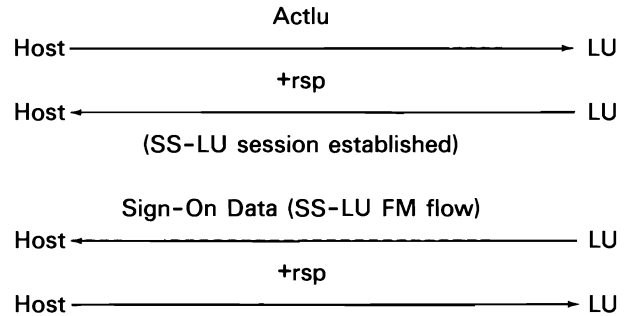 Actlu
Host LU
+rsp
Host LU
(SS-LU session established)
Sign-On Data (SS-LU FM flow)
Host LU
+rsp
Host LU